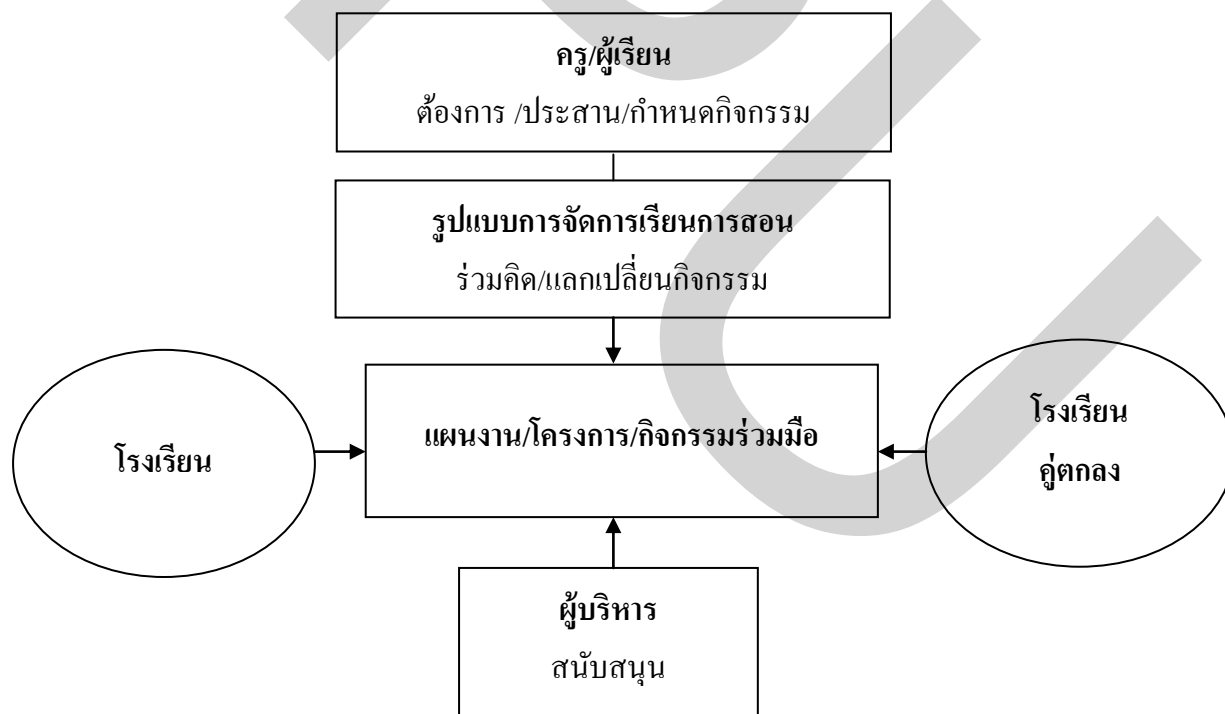 ครู/ผู้เรียน
ต้องการ /ประสาน/กำหนดกิจกรรม
รูปแบบการจัดการเรียนการสอน
ร่วมคิด/แลกเปลี่ยนกิจกรรม
โรงเรียน
แผนงาน/โครงการ/กิจกรรมร่วมมือ
โรงเรียน
คู่ตกลง
ผู้บริหาร
สนับสนุน